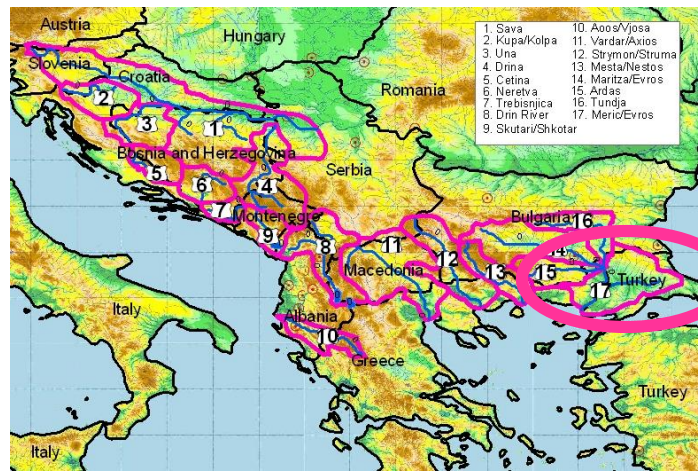 Austria
Hungary
Slovenia
Croatia
Romania
1. Sava
2. Kupa/Kolpa
3. Una
4. Drina
5. Cetina
6. Neretva
7. Trebisnjica
8. Drin River
9. Skutari/Shkotar
10. Aoos/Vjosa
11. Vardar/Axios
12. Strymon/Struma
13. Mesta/Nestos
14. Maritza/Evros
15. Ardas
16. Tundja
17. Meric/Evros
2
3
1
Bosnia and Herzegovina
Serbia
5
6
4
7
Montenegro
9
8
Bulgaria
16
11
12
14
Macedonia
13
15
Turkey
17
Italy
Albania
10
Greece
Turkey
Italy